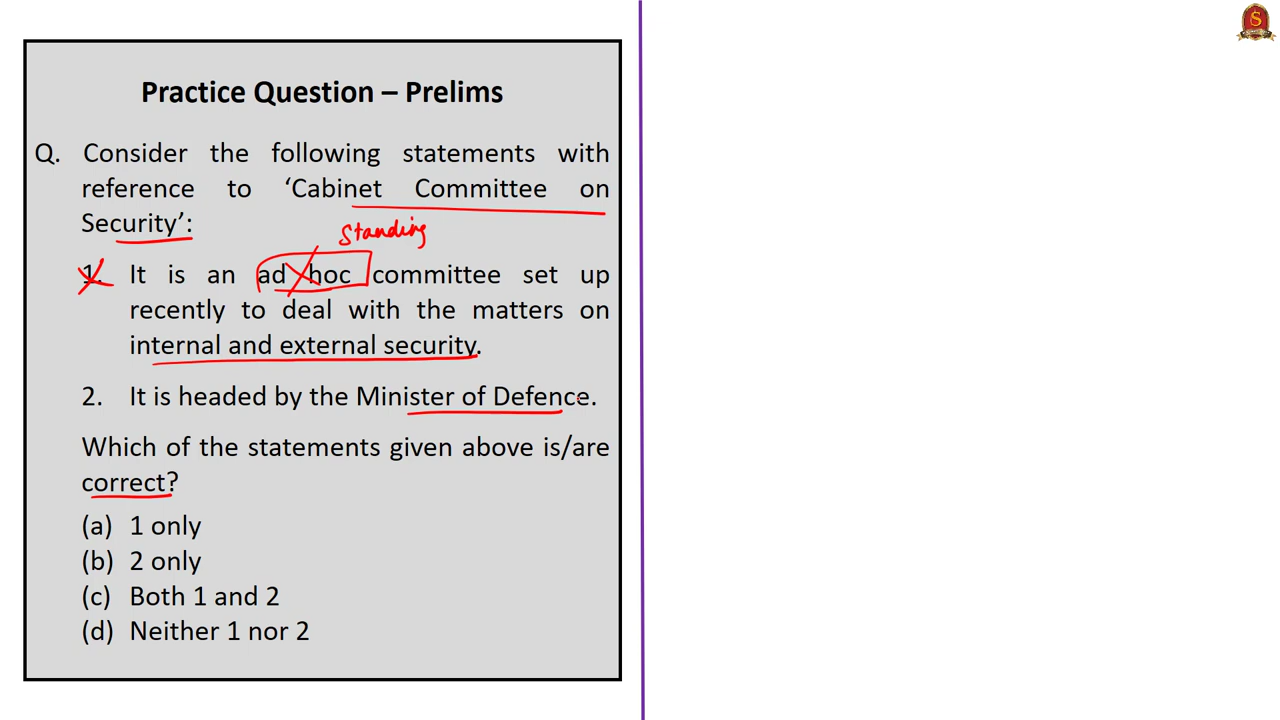 Practice Question – Prelims
Q. Consider the following statements with
reference to ‘Cabinet Committee on
Security’:
Standing
1. It is an ad hoc committee set up
recently to deal with the matters on
internal and external security.
2. It is headed by the Minister of Defence.
Which of the statements given above is/are
correct?
(a) 1 only
(b) 2 only
(c) Both 1 and 2
(d) Neither 1 nor 2
S